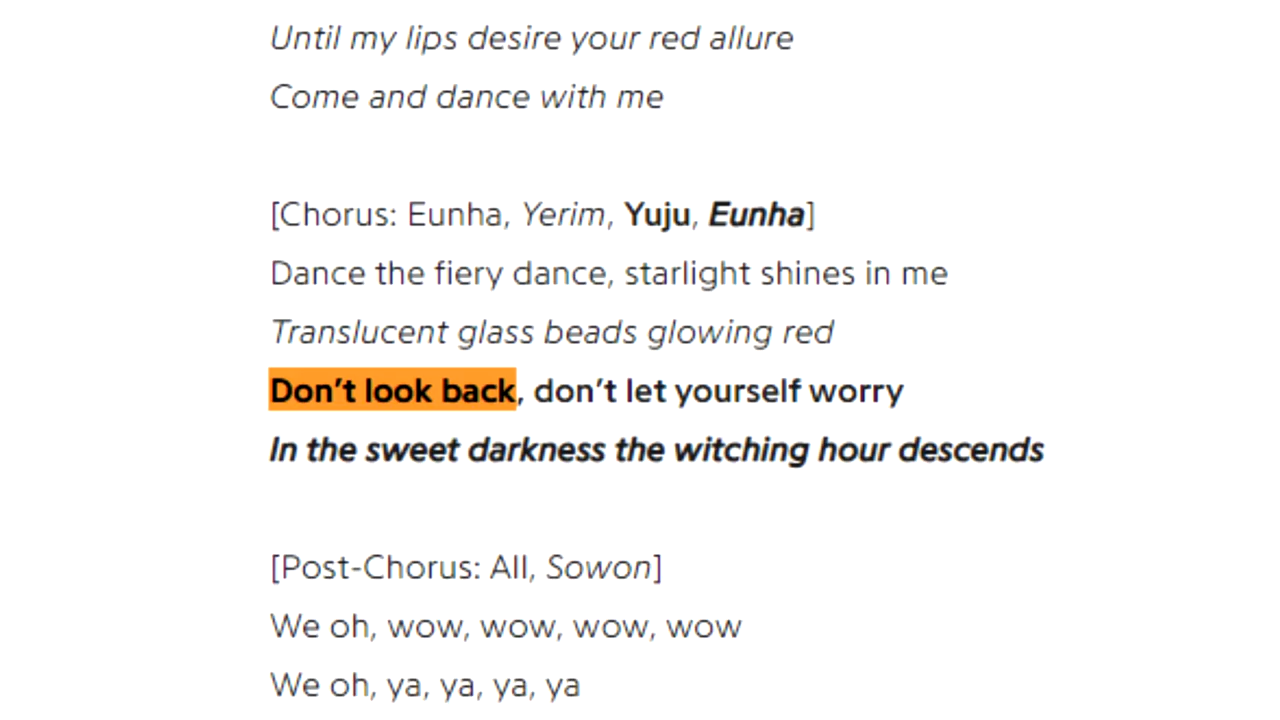 Until my lips desire your red allure
Come and dance with me
[Chorus: Eunha, Yerim, Yuju, Eunha]
Dance the fiery dance, starlight shines in me
Translucent glass beads glowing red
Don’t look back, don’t let yourself worry
In the sweet darkness the witching hour descends
[Post-Chorus: All, Sowon]
We oh, wow, wow, wow, wow
We oh, ya, ya, ya, ya